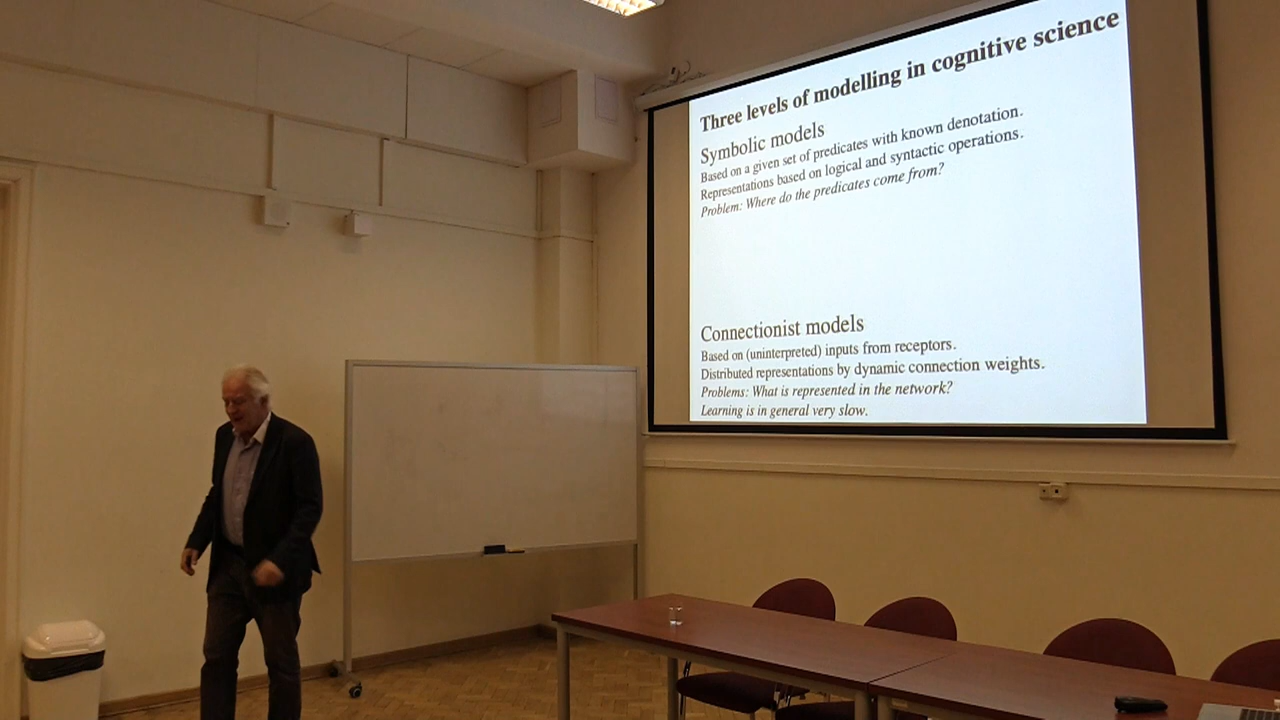 Three levels of modelling in cognitive science
Symbolic models
Based on a given set of predicates with known denotation.
Representations based on logical and syntactic operations.
Problem: Where do the predicates come from?
Connectionist models
Based on (uninterpreted) inputs from receptors.
Distributed representations by dynamic connection weights.
Problems: What is represented in the network?
Learning is in general very slow.